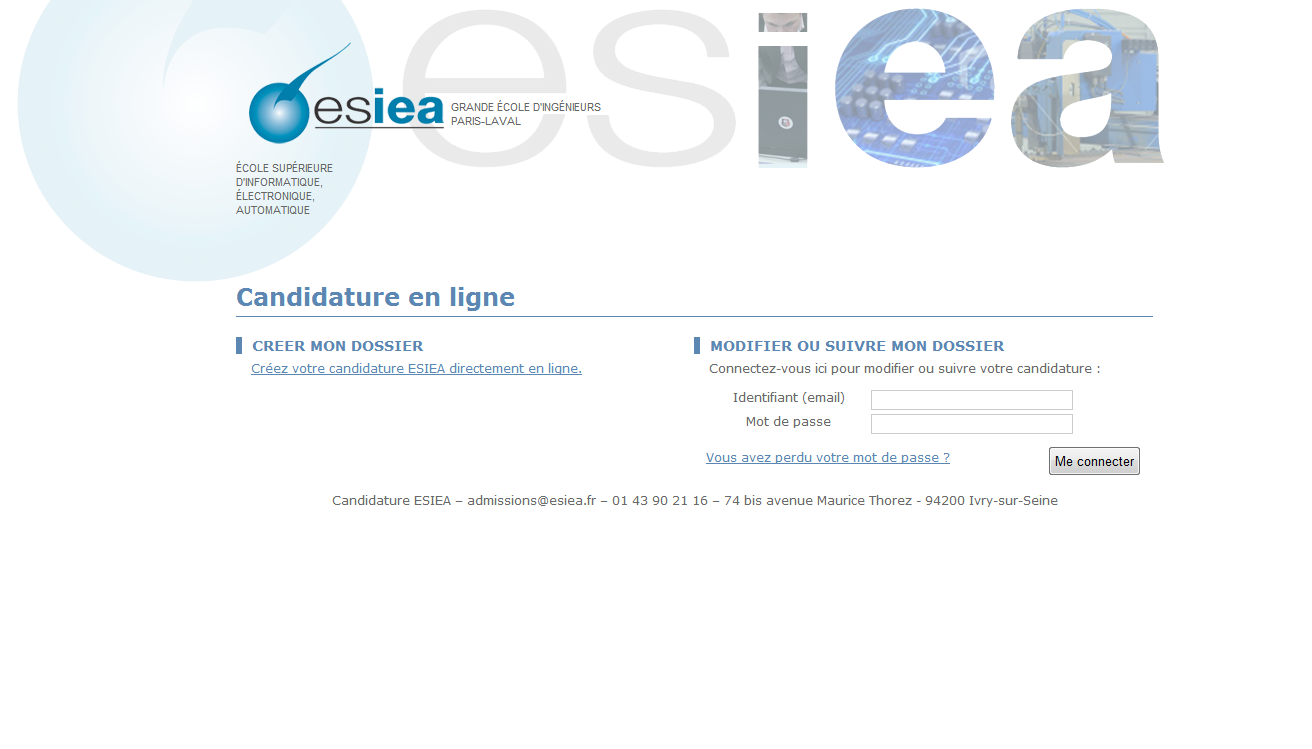 esiea
esiea
GRANDE ÉCOLE D'INGÉNIEURS
PARIS-LAVAL
ÉCOLE SUPÉRIEURE
D'INFORMATIQUE,
ÉLECTRONIQUE,
AUTOMATIQUE
Candidature en ligne
CREER MON DOSSIER
Créez votre candidature ESIEA directement en ligne.
MODIFIER OU SUIVRE MON DOSSIER
Connectez-vous ici pour modifier ou suivre votre candidature :
Identifiant (email)
Mot de passe
Vous avez perdu votre mot de passe ?
Me connecter
Candidature ESIEA – admissions@esiea.fr – 01 43 90 21 16 – 74 bis avenue Maurice Thorez - 94200 Ivry-sur-Seine